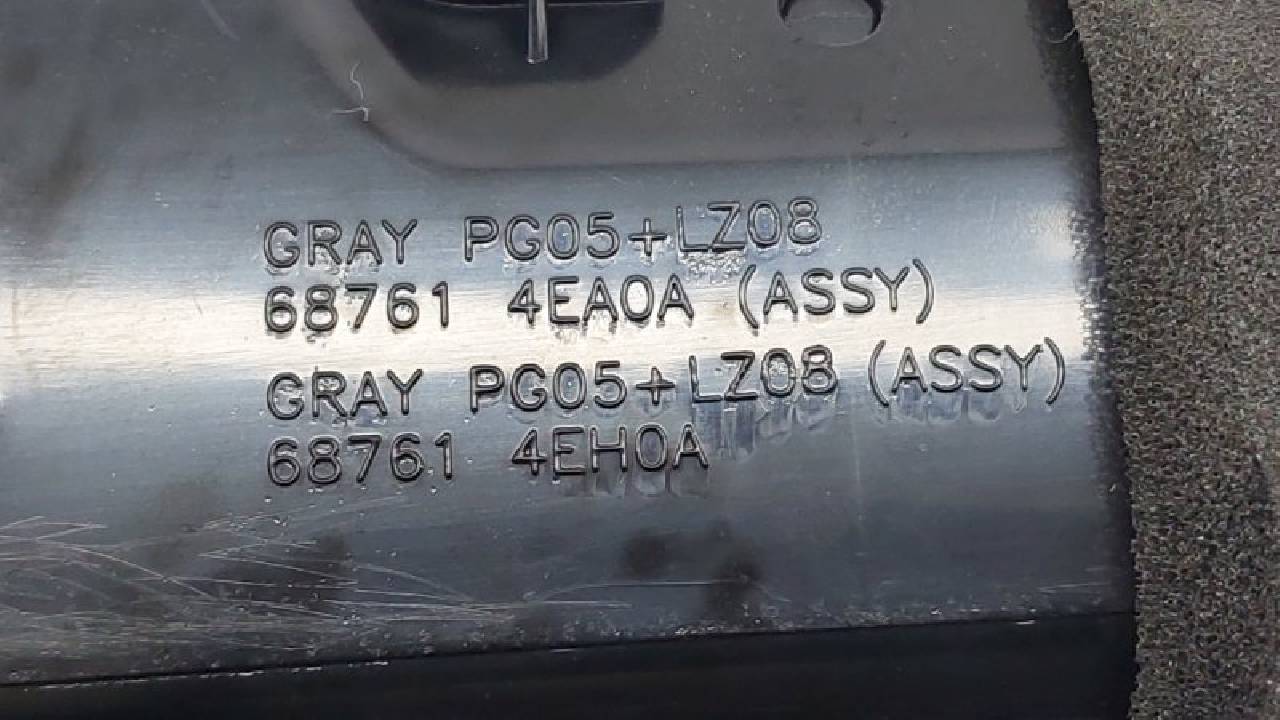 GRAY PG05+LZ08
68761 4EA0A (ASSY)
GRAY PG05+LZ08 (ASSY)
68761 4EH0A